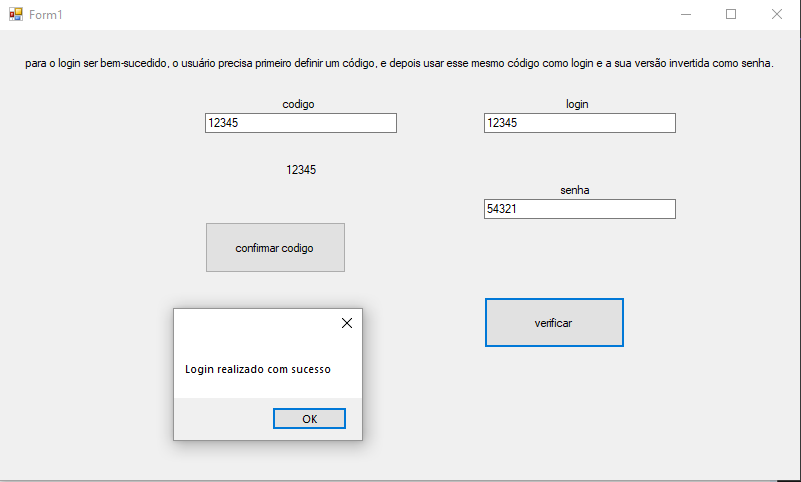 Form1
para o login ser bem-sucedido, o usuário precisa primeiro definir um código, e depois usar esse mesmo código como login e a sua versão invertida como senha.
codigo
12345
12345
confirmar codigo
login
12345
senha
54321
verificar
Login realizado com sucesso
OK